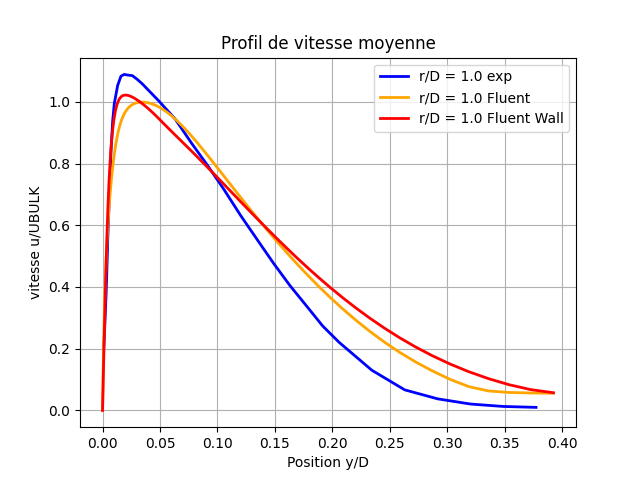 Profil de vitesse moyenne
r/D = 1.0 exp
r/D = 1.0 Fluent
r/D = 1.0 Fluent Wall
vitesse u/UBULK
1.0
0.8
0.6
0.4
0.2
0.0
0.00 0.05 0.10 0.15 0.20 0.25 0.30 0.35 0.40
Position y/D